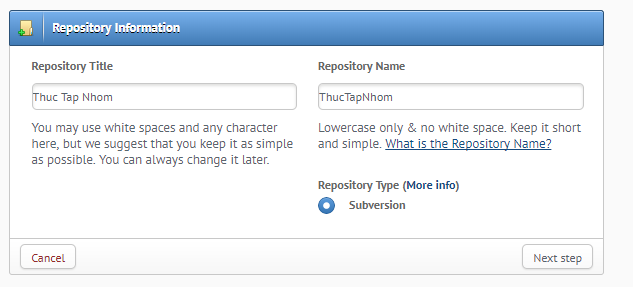 Repository Information
Repository Title
Thuc Tap Nhom
You may use white spaces and any character
here, but we suggest that you keep it as simple
as possible. You can always change it later.
Repository Name
ThucTapNhom
Lowercase only & no white space. Keep it short
and simple. What is the Repository Name?
Repository Type (More info)
Subversion
Cancel
Next step